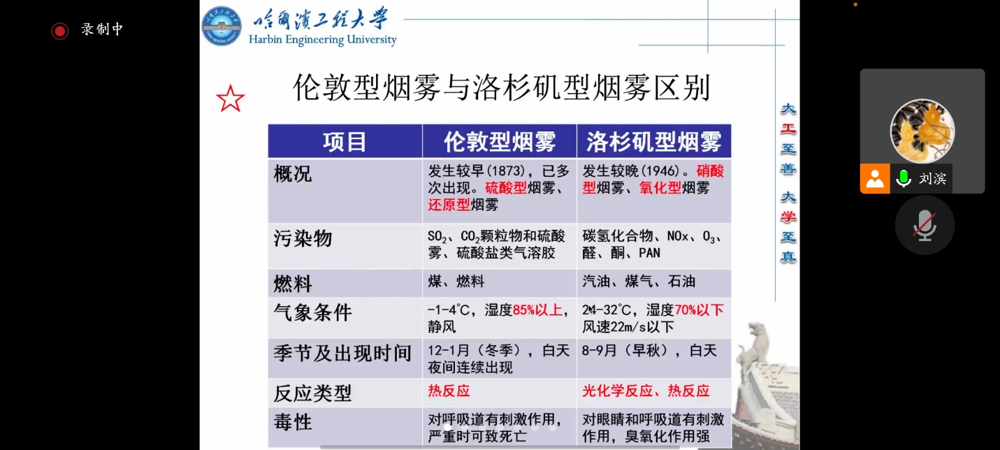 录制中
哈尔滨工程大学
Harbin Engineering University
伦敦型烟雾与洛杉矶型烟雾区别
项目 伦敦型烟雾 洛杉矶型烟雾
概况
发生较早(1873),已多
次出现。硫酸型烟雾、
还原型烟雾
发生较晚(1946)。硝酸
型烟雾、氧化型烟雾
污染物
SO2、CO2颗粒物和硫酸
雾、硫酸盐类气溶胶
碳氢化合物、NOx、O3、
醛、酮、PAN
燃料
煤、燃料
汽油、煤气、石油
气象条件
-1-4℃,湿度85%以上,
静风
24-32℃,湿度70%以下
风速22m/s以下
季节及出现时间
12-1月(冬季),白天
夜间连续出现
8-9月(早秋),白天
反应类型
热反应
光化学反应、热反应
毒性
对呼吸道有刺激作用,
严重时可致死亡
对眼睛和呼吸道有刺激
作用,臭氧化作用强
大工至善 大学至真
刘滨